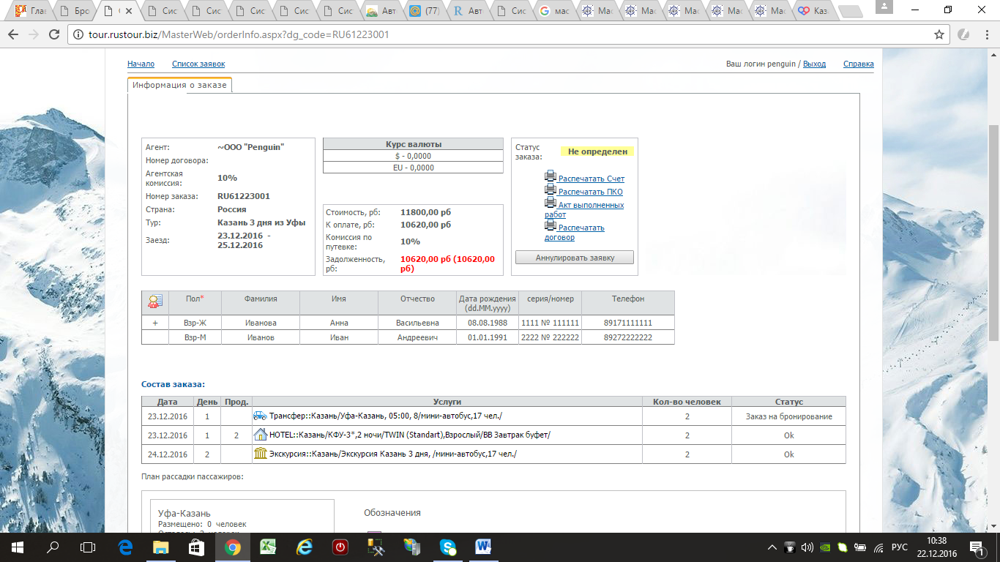 Гла
Бро
Сис
Сис
Сис
Сис
Сис
Авт
(77)
Авт
Сис
мас
Мас
Мас
Мас
Мас
Мас
Каз
tour.rustour.biz/MasterWeb/orderInfo.aspx?dg_code=RU61223001
Начало Список заявок Ваш логин penguin / Выход Справка
Информация о заказе
Агент: ~ООО "Penguin"
Номер договора:
Агентская комиссия: 10%
Номер заказа: RU61223001
Страна: Россия
Тур: Казань 3 дня из Уфы
Заезд: 23.12.2016 - 25.12.2016
Курс валюты
$ - 0,0000
EU - 0,0000
Стоимость, рб: 11800,00 рб
К оплате, рб: 10620,00 рб
Комиссия по путевке: 10%
Задолженность, рб: 10620,00 рб (10620,00 рб)
Статус заказа: Не определен
Распечатать Счет
Распечатать ПКО
Акт выполненных работ
Распечатать договор
Аннулировать заявку
Пол* Фамилия Имя Отчество Дата рождения (dd.MM.yyyy) серия/номер Телефон
+ Взр-Ж Иванова Анна Васильевна 08.08.1988 1111 № 111111 89171111111
Взр-М Иванов Иван Андреевич 01.01.1991 2222 № 222222 89272222222
Состав заказа:
Дата День Прод. Услуги Кол-во человек Статус
23.12.2016 1 Трансфер::Казань/Уфа-Казань, 05:00, 8/мини-автобус,17 чел./ 2 Заказ на бронирование
23.12.2016 1 2 HOTEL::Казань/КФУ-3*,2 ночи/TWIN (Standart),Взрослый/BB Завтрак буфет/ 2 Ok
24.12.2016 2 Экскурсия::Казань/Экскурсия Казань 3 дня, /мини-автобус,17 чел./ 2 Ok
План рассадки пассажиров:
Уфа-Казань
Размещено: 0 человек
Обозначения
РУС
10:38
22.12.2016
1